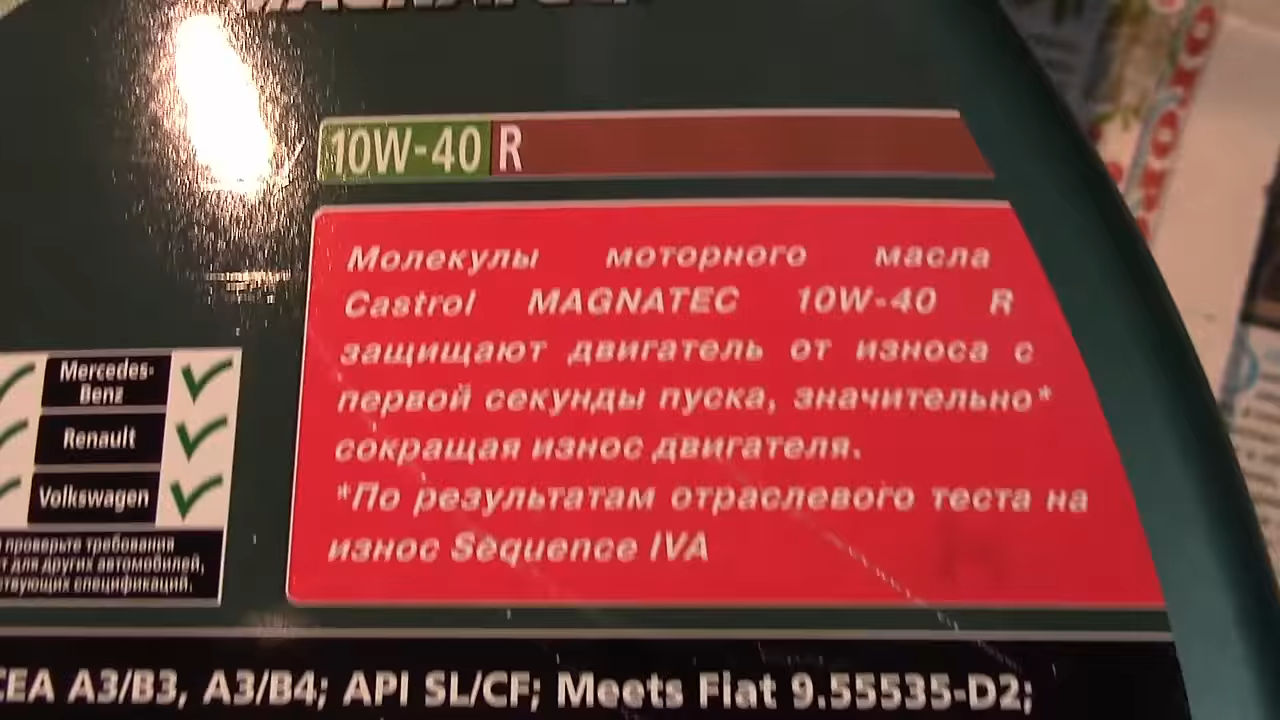 10W-40 R
Молекулы моторного масла
Castrol MAGNATEC 10W-40 R
защищают двигатель от износа с
первой секунды пуска, значительно*
сокращая износ двигателя.
*По результатам отраслевого теста на
износ Sequence IVA
Mercedes-
Benz
Renault
Volkswagen
проверьте требования
для других автомобилей,
спецификаций.
A3/B3, A3/B4; API SL/CF; Meets Fiat 9.55535-D2;